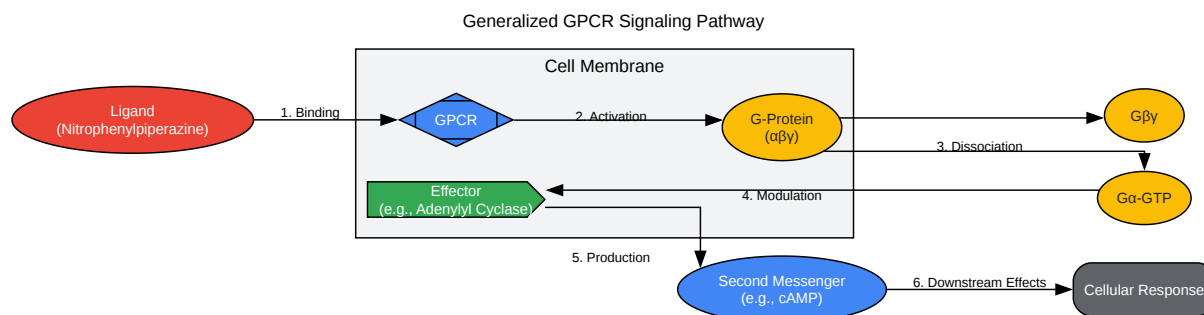 Generalized GPCR Signaling Pathway
Cell Membrane
Ligand
(Nitrophenylpiperazine)
1. Binding
GPCR
2. Activation
G-Protein
(αβγ)
Gβγ
3. Dissociation
Gα-GTP
4. Modulation
Effector
(e.g., Adenylyl Cyclase)
5. Production
Second Messenger
(e.g., cAMP)
6. Downstream Effects
Cellular Response